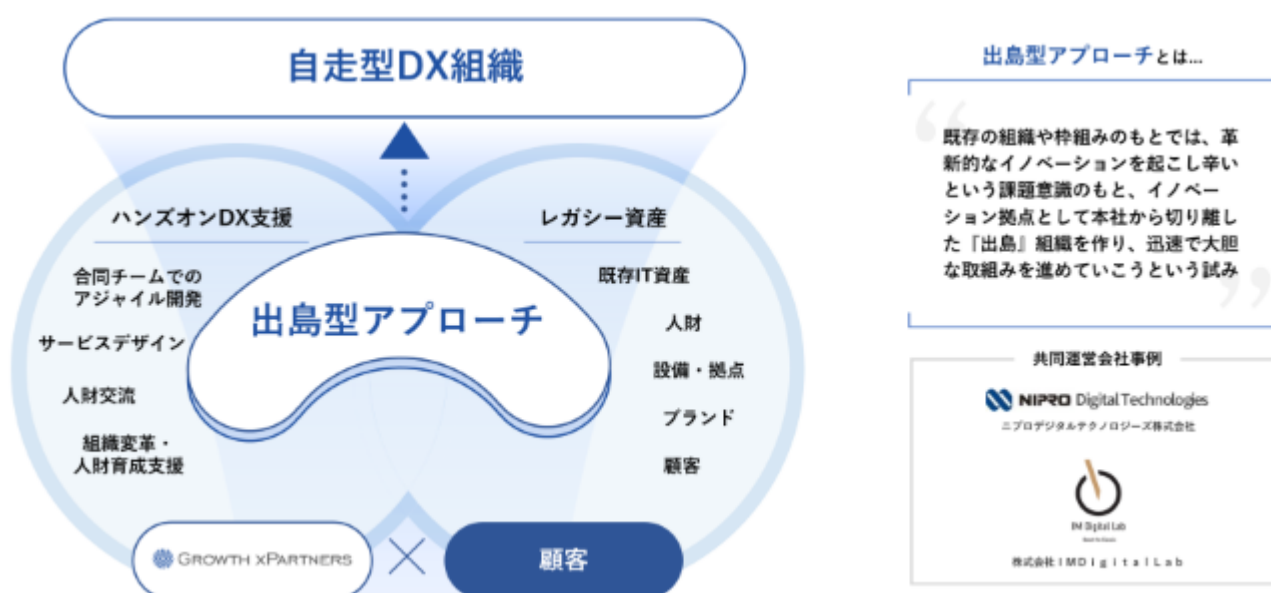 自走型DX組織
ハンズオンDX支援
合同チームでの
アジャイル開発
サービスデザイン
人財交流
組織変革・
人財育成支援
出島型アプローチ
レガシー資産
既存IT資産
人財
設備・拠点
ブランド
顧客
GROWTH xPARTNERS
×
顧客
出島型アプローチとは...
“
既存の組織や枠組みのもとでは、革
新的なイノベーションを起こし辛い
という課題意識のもと、イノベー
ション拠点として本社から切り離し
た『出島』組織を作り、迅速で大胆
な取組みを進めていこうという試み
”
共同運営会社事例
NIPRO Digital Technologies
ニプロデジタルテクノロジーズ株式会社
IM Digital Lab
株式会社IMDigitalLab